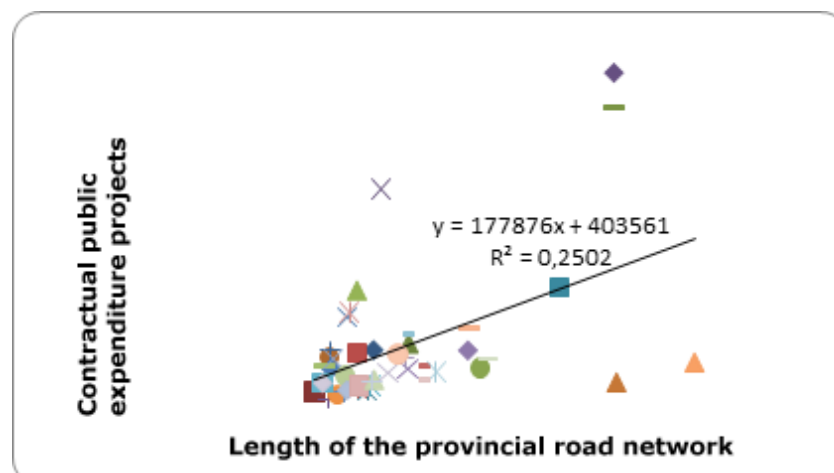 Contractual public
expenditure projects
y = 177876x + 403561
R² = 0,2502
Length of the provincial road network